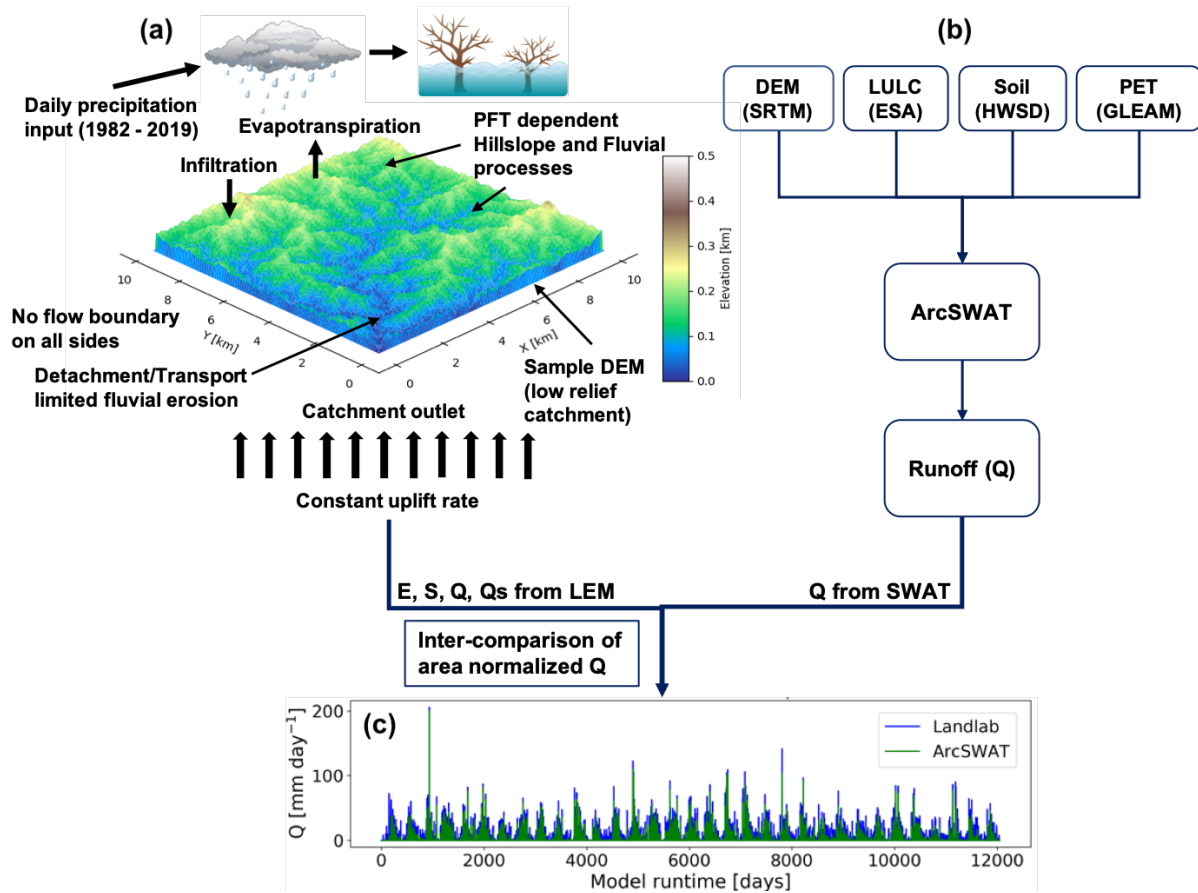 (a)
(b)
Daily precipitation
input (1982 - 2019)
Evapotranspiration
Infiltration
PFT dependent
Hillslope and Fluvial
processes
0.5
0.4
0.3
0.2
0.1
0.0
Elevation [km]
10
8
6
4
2
0
Y [km]
0
2
4
6
8
10
X [km]
No flow boundary
on all sides
Detachment/Transport
limited fluvial erosion
Sample DEM
(low relief
catchment)
Catchment outlet
Constant uplift rate
DEM
(SRTM)
LULC
(ESA)
Soil
(HWSD)
PET
(GLEAM)
ArcSWAT
Runoff (Q)
E, S, Q, Qs from LEM
Q from SWAT
Inter-comparison of
area normalized Q
(c)
Q [mm day⁻¹]
200
100
0
Landlab
ArcSWAT
0
2000
4000
6000
8000
10000
12000
Model runtime [days]